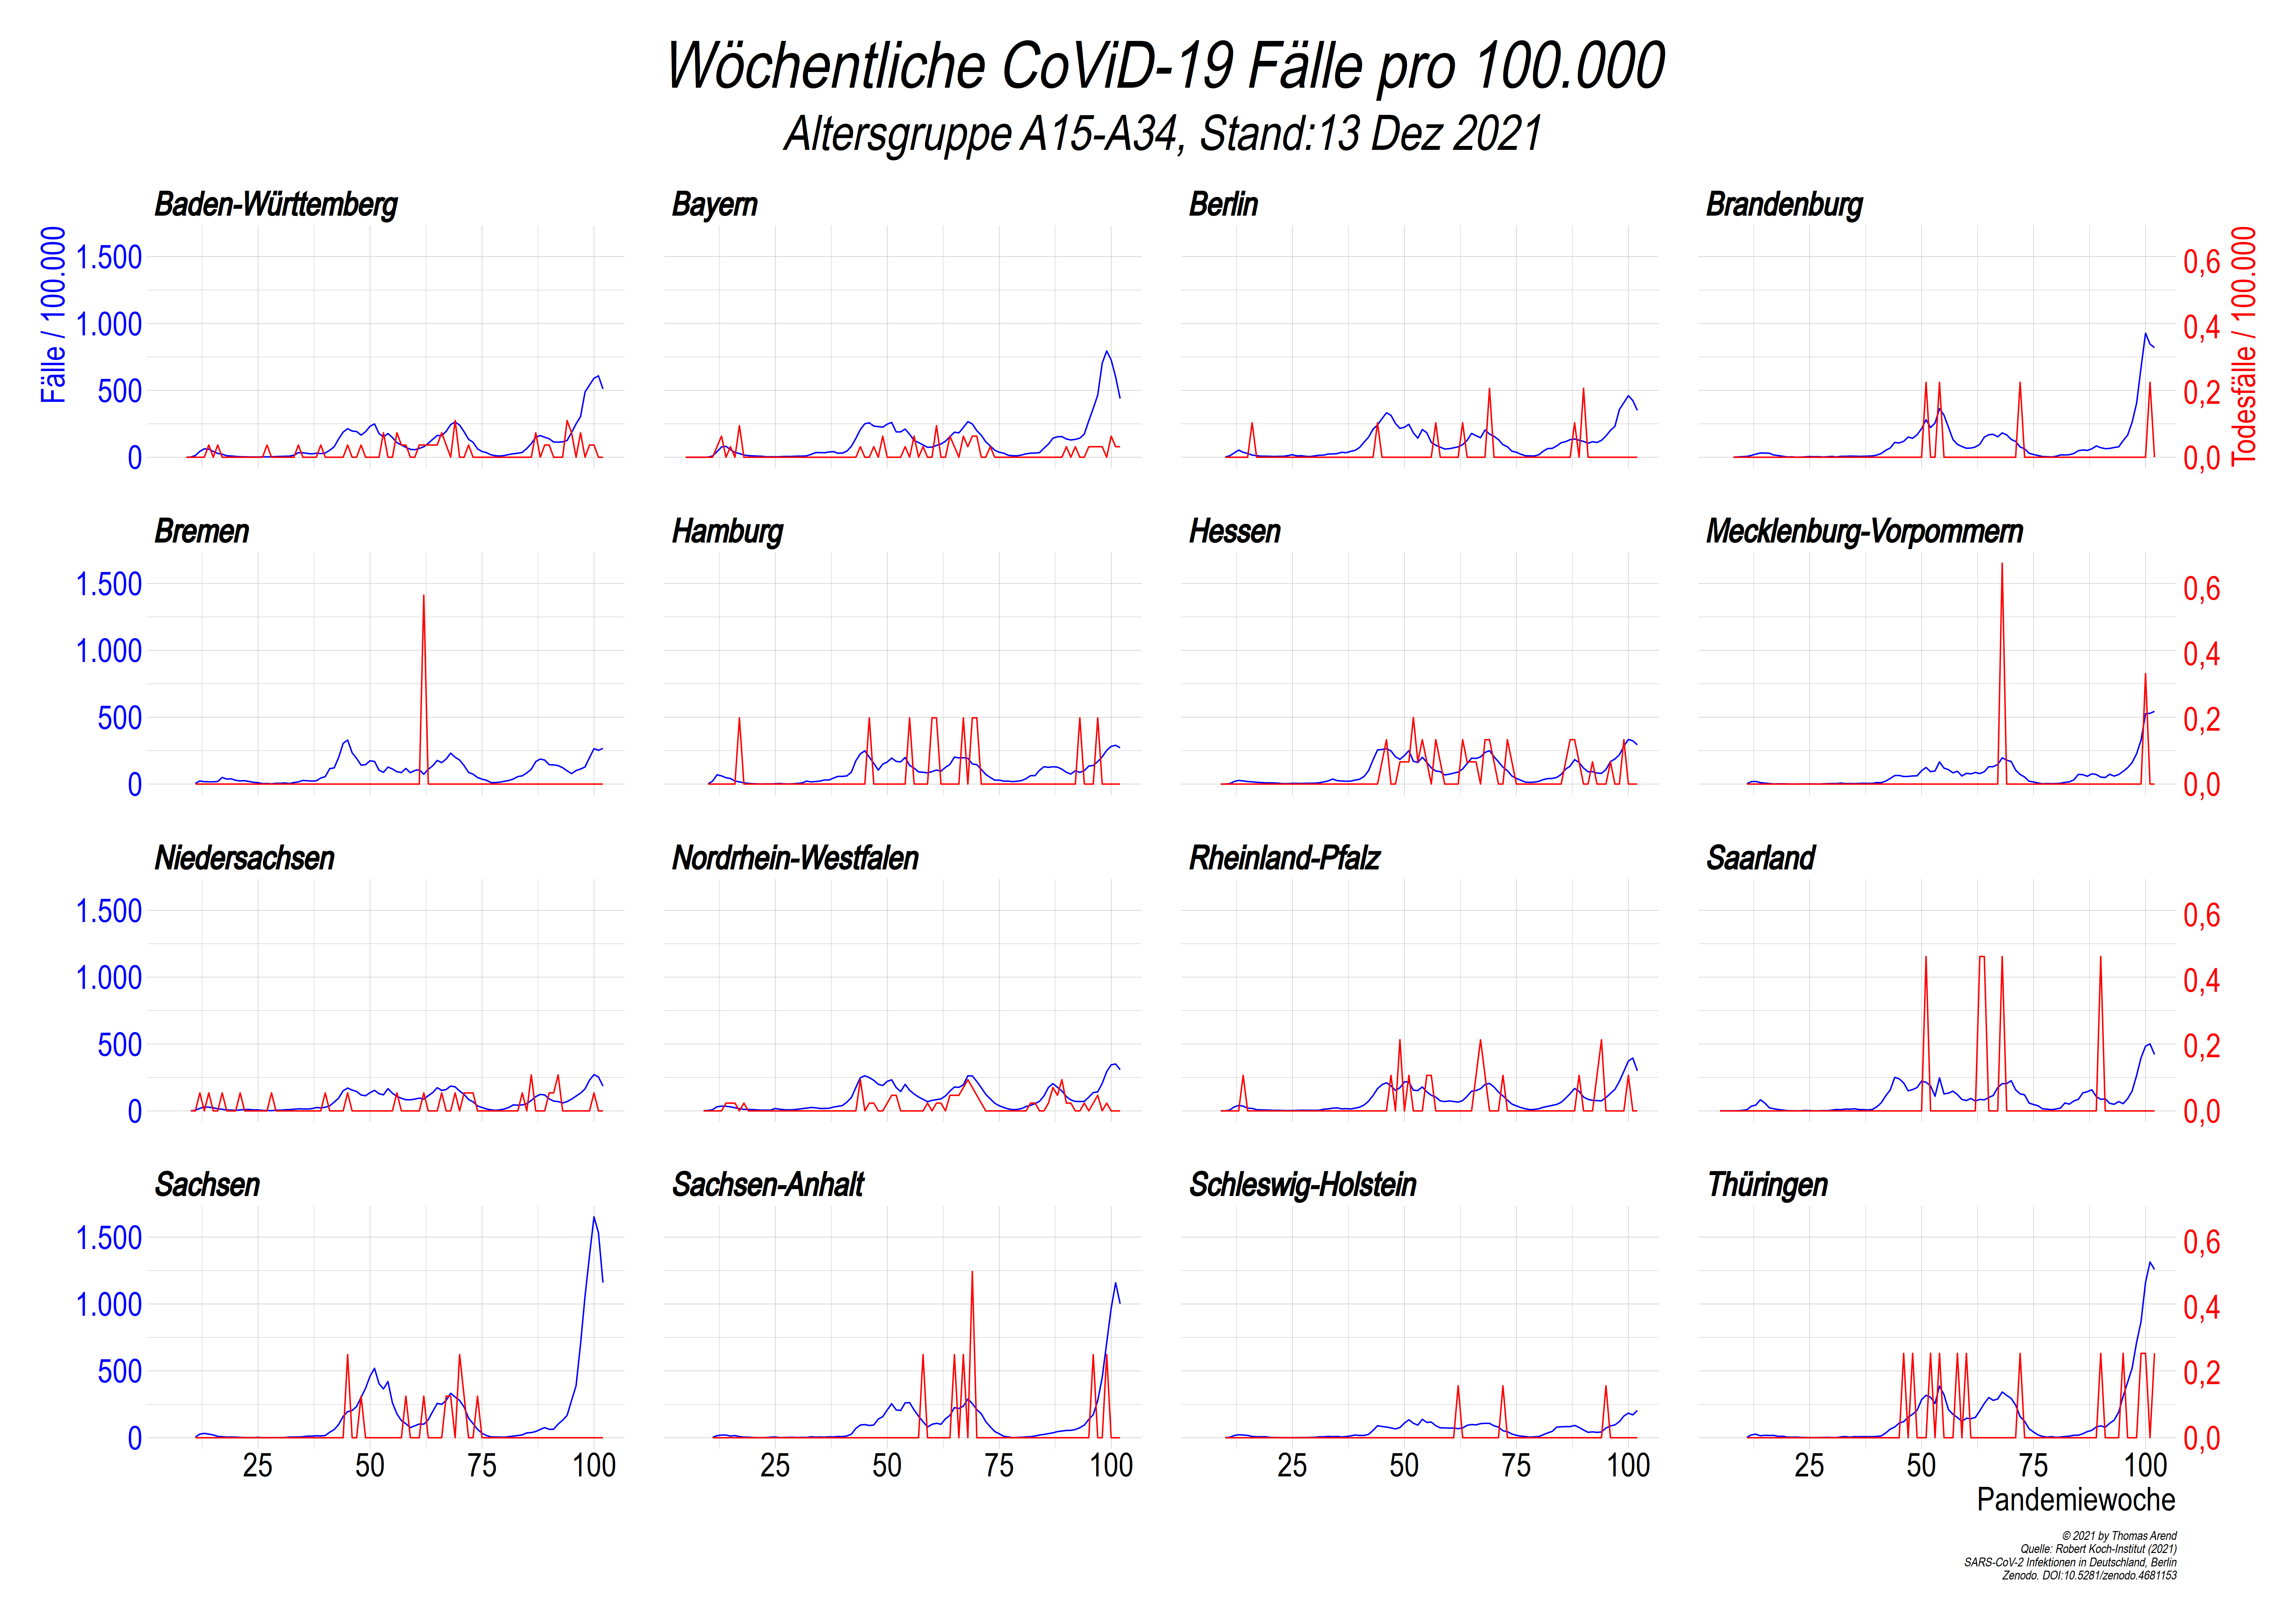 Wöchentliche CoViD-19 Fälle pro 100.000
Altersgruppe A15-A34, Stand:13 Dez 2021
Baden-Württemberg
Bayern
Berlin
Brandenburg
Fälle / 100.000
1.500
1.000
500
0
0,6
0,4
0,2
0,0
Todesfälle / 100.000
Bremen
Hamburg
Hessen
Mecklenburg-Vorpommern
1.500
1.000
500
0
0,6
0,4
0,2
0,0
Niedersachsen
Nordrhein-Westfalen
Rheinland-Pfalz
Saarland
1.500
1.000
500
0
0,6
0,4
0,2
0,0
Sachsen
Sachsen-Anhalt
Schleswig-Holstein
Thüringen
1.500
1.000
500
0
0,6
0,4
0,2
0,0
25 50 75 100
25 50 75 100
25 50 75 100
25 50 75 100
Pandemiewoche
© 2021 by Thomas Arend
Quelle: Robert Koch-Institut (2021)
SARS-CoV-2 Infektionen in Deutschland, Berlin
Zenodo. DOI:10.5281/zenodo.4681153